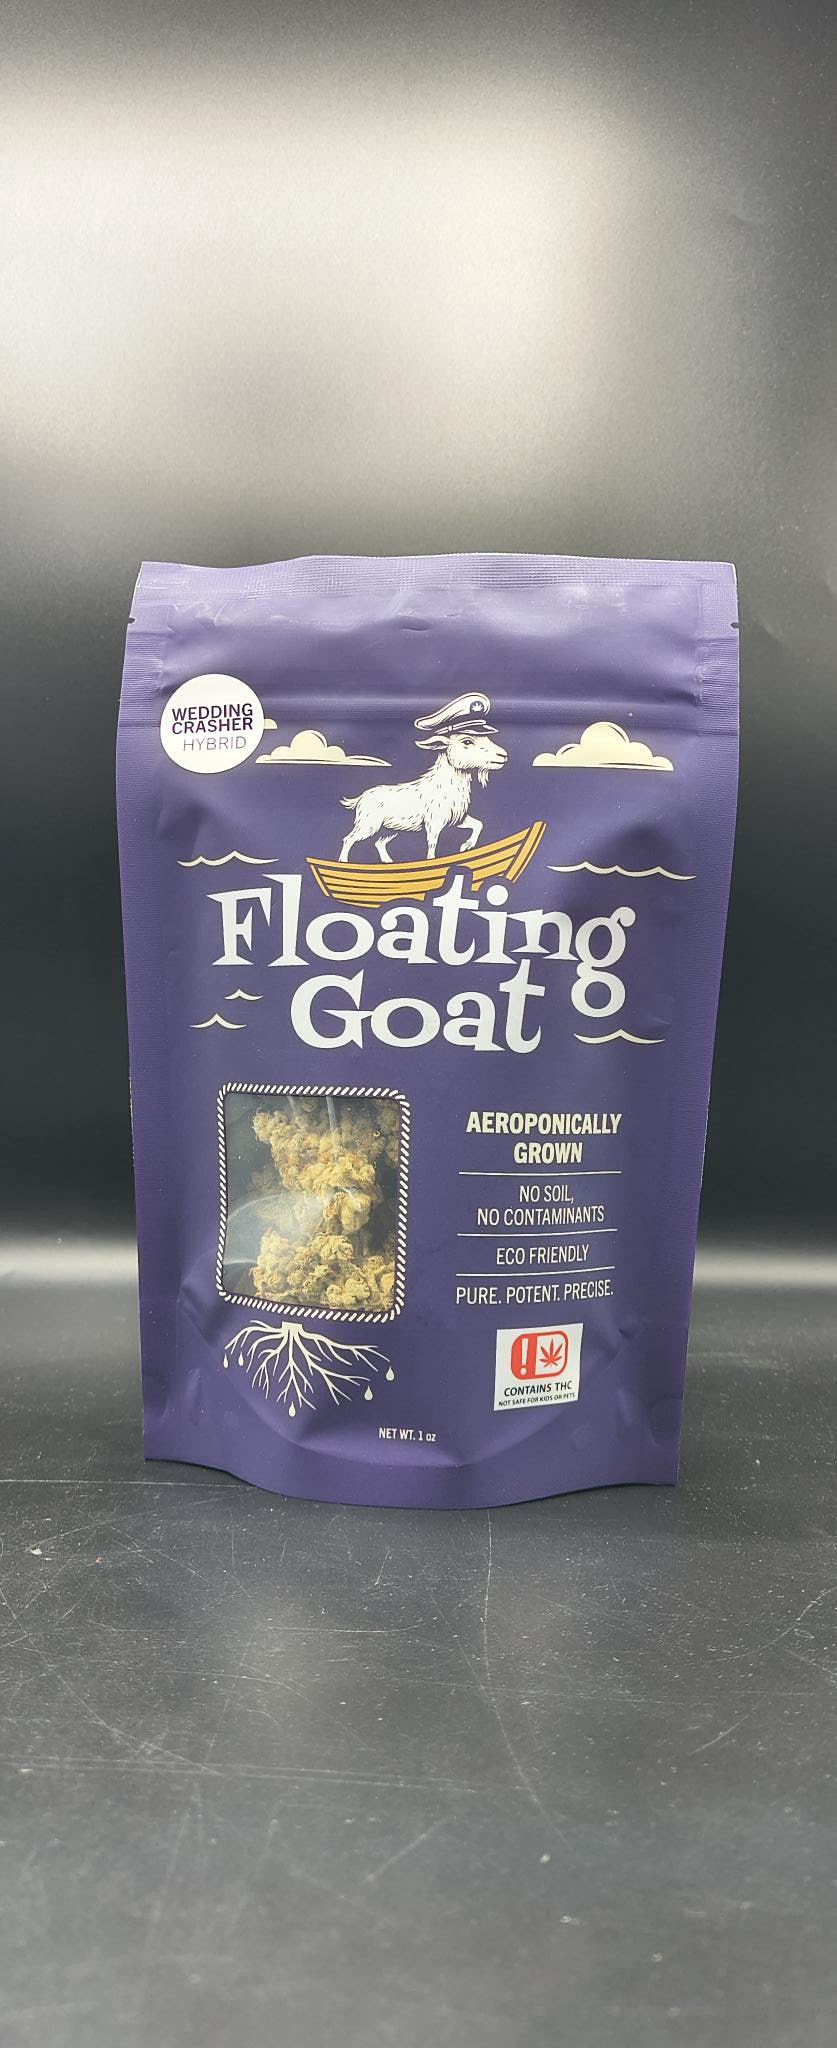 WEDDING
CRASHER
HYBRID
Floating
Goat
AEROPONICALLY
GROWN
NO SOIL,
NO CONTAMINANTS
ECO FRIENDLY
PURE. POTENT. PRECISE.
!
CONTAINS THC
NOT SAFE FOR KIDS OR PETS
NET WT. 1 oz